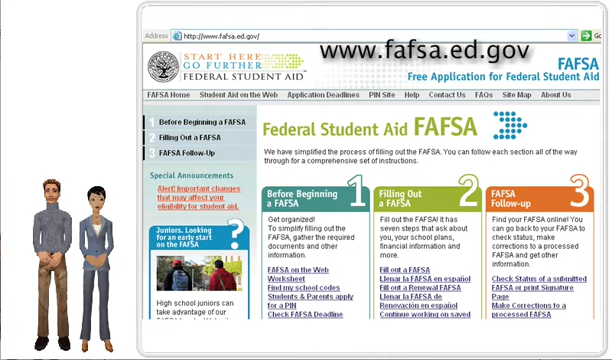 Address http://www.fafsa.ed.gov/ Go
www.fafsa.ed.gov
START HERE
GO FURTHER
FEDERAL STUDENT AID
FAFSA
Free Application for Federal Student Aid
FAFSA Home Student Aid on the Web Application Deadlines PIN Site Help Contact Us FAQs Site Map About Us
1 Before Beginning a FAFSA
2 Filling Out a FAFSA
3 FAFSA Follow-Up
Special Announcements
Alert! Important changes
that may affect your
eligibility for student aid.
Juniors. Looking
for an early start
on the FAFSA
?
High school juniors can
take advantage of our
Federal Student Aid FAFSA
We have simplified the process of filling out the FAFSA. You can follow each section all of the
way through for a comprehensive set of instructions.
Before Beginning
a FAFSA
1
Get organized!
To simplify filling out the
FAFSA, gather the required
documents and other
information.
FAFSA on the Web
Worksheet
Find my school codes
Students & Parents apply
for a PIN
Check FAFSA Deadline
Filling Out
a FAFSA
2
Fill out the FAFSA! It has
seven steps that ask about
you, your school plans,
financial information and
more.
Fill out a FAFSA
Llenar la FAFSA en español
Fill out a Renewal FAFSA
Llenar la FAFSA de
Renovación en español
Continue working on saved
FAFSA
Follow-up
3
Find your FAFSA online! You
can go back to your FAFSA
to check status, make
corrections to a processed
FAFSA and get other
information.
Check Status of a submitted
FAFSA or print Signature
Page
Make Corrections to a
processed FAFSA